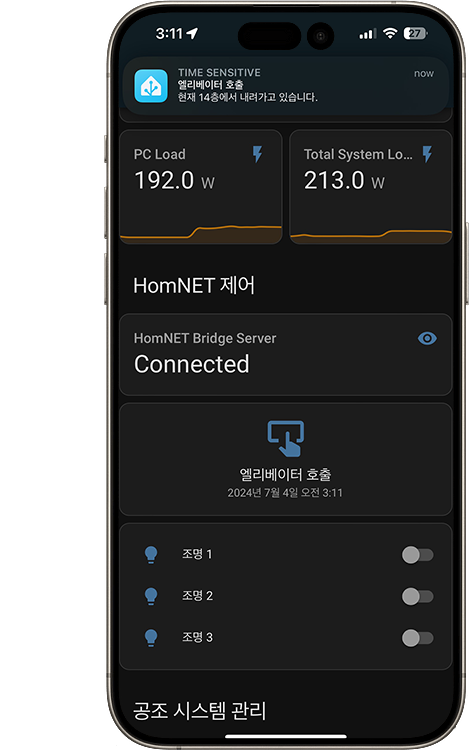 3:11
27
TIME SENSITIVE
now
엘리베이터 호출
현재 14층에서 내려가고 있습니다.
PC Load
Total System Lo...
192.0 W
213.0 W
HomNET 제어
HomNET Bridge Server
Connected
엘리베이터 호출
2024년 7월 4일 오전 3:11
조명 1
조명 2
조명 3
공조 시스템 관리